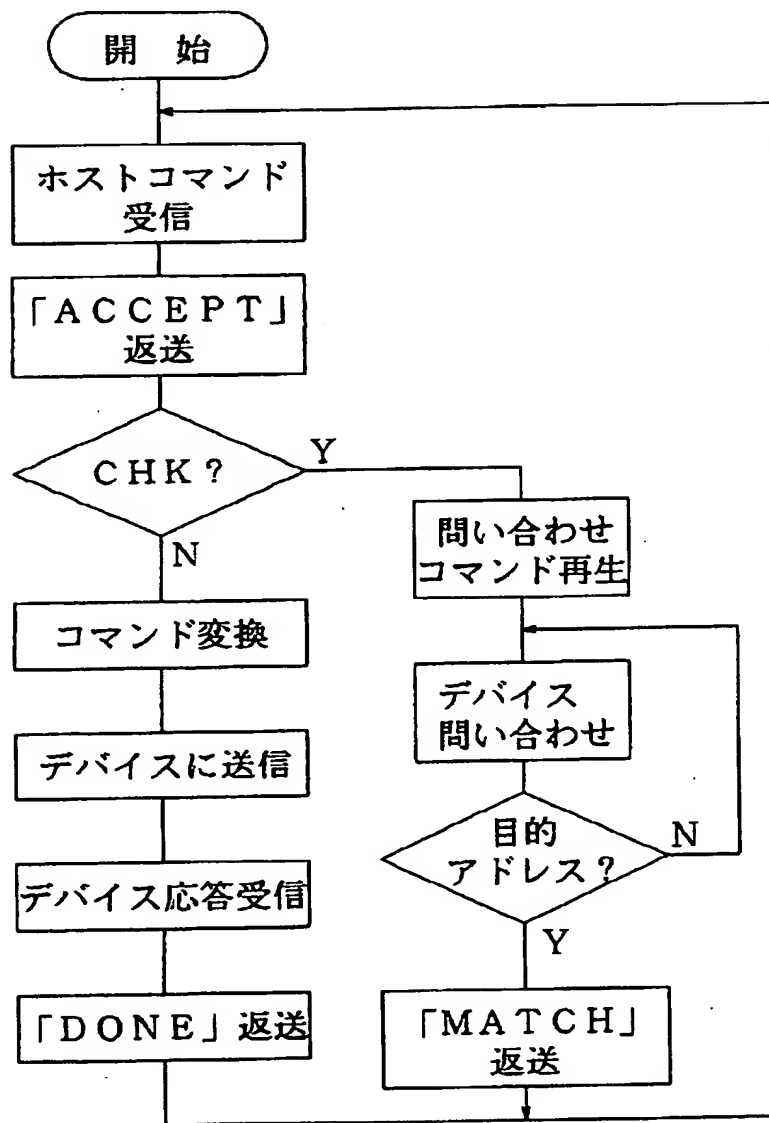 開 始
ホストコマンド
受信
「ACCEPT」
返送
CHK?
Y
N
コマンド変換
デバイスに送信
デバイス応答受信
「DONE」返送
問い合わせ
コマンド再生
デバイス
問い合わせ
目的
アドレス?
N
Y
「MATCH」
返送